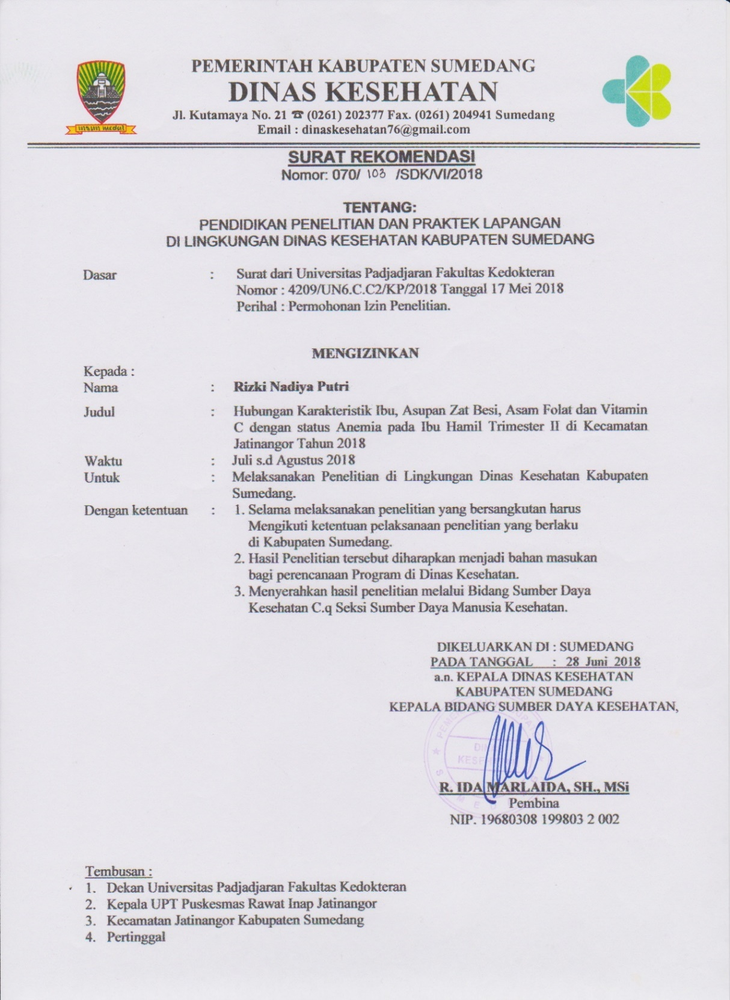 PEMERINTAH KABUPATEN SUMEDANG
DINAS KESEHATAN
Jl. Kutamaya No. 21 ☎ (0261) 202377 Fax. (0261) 204941 Sumedang
Email : dinaskesehatan76@gmail.com
insun medal
SURAT REKOMENDASI
Nomor: 070/ 103 /SDK/VI/2018
TENTANG:
PENDIDIKAN PENELITIAN DAN PRAKTEK LAPANGAN
DI LINGKUNGAN DINAS KESEHATAN KABUPATEN SUMEDANG
Dasar : Surat dari Universitas Padjadjaran Fakultas Kedokteran
Nomor : 4209/UN6.C.C2/KP/2018 Tanggal 17 Mei 2018
Perihal : Permohonan Izin Penelitian.
MENGIZINKAN
Kepada :
Nama : Rizki Nadiya Putri
Judul : Hubungan Karakteristik Ibu, Asupan Zat Besi, Asam Folat dan Vitamin
C dengan status Anemia pada Ibu Hamil Trimester II di Kecamatan
Jatinangor Tahun 2018
Waktu : Juli s.d Agustus 2018
Untuk : Melaksanakan Penelitian di Lingkungan Dinas Kesehatan Kabupaten
Sumedang.
Dengan ketentuan : 1. Selama melaksanakan penelitian yang bersangkutan harus
Mengikuti ketentuan pelaksanaan penelitian yang berlaku
di Kabupaten Sumedang.
2. Hasil Penelitian tersebut diharapkan menjadi bahan masukan
bagi perencanaan Program di Dinas Kesehatan.
3. Menyerahkan hasil penelitian melalui Bidang Sumber Daya
Kesehatan C.q Seksi Sumber Daya Manusia Kesehatan.
DIKELUARKAN DI : SUMEDANG
PADA TANGGAL : 28 Juni 2018
a.n. KEPALA DINAS KESEHATAN
KABUPATEN SUMEDANG
KEPALA BIDANG SUMBER DAYA KESEHATAN,
R. IDA MARLAIDA, SH., MSi
Pembina
NIP. 19680308 199803 2 002
Tembusan :
1. Dekan Universitas Padjadjaran Fakultas Kedokteran
2. Kepala UPT Puskesmas Rawat Inap Jatinangor
3. Kecamatan Jatinangor Kabupaten Sumedang
4. Pertinggal